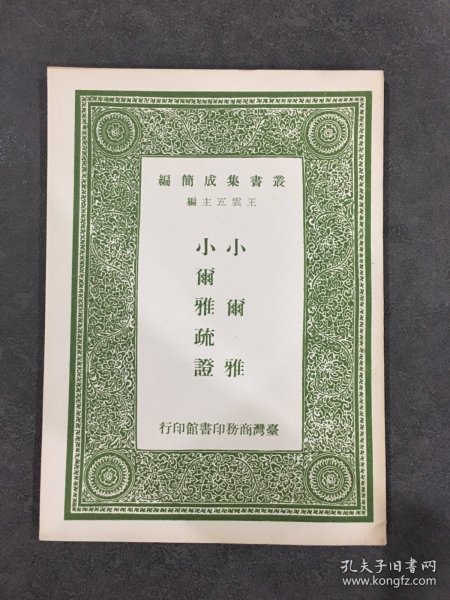 叢書集成簡編
王雲五主編
小爾雅
小爾雅疏證
臺灣商務印書館印行
孔夫子旧书网
www.kongfz.com